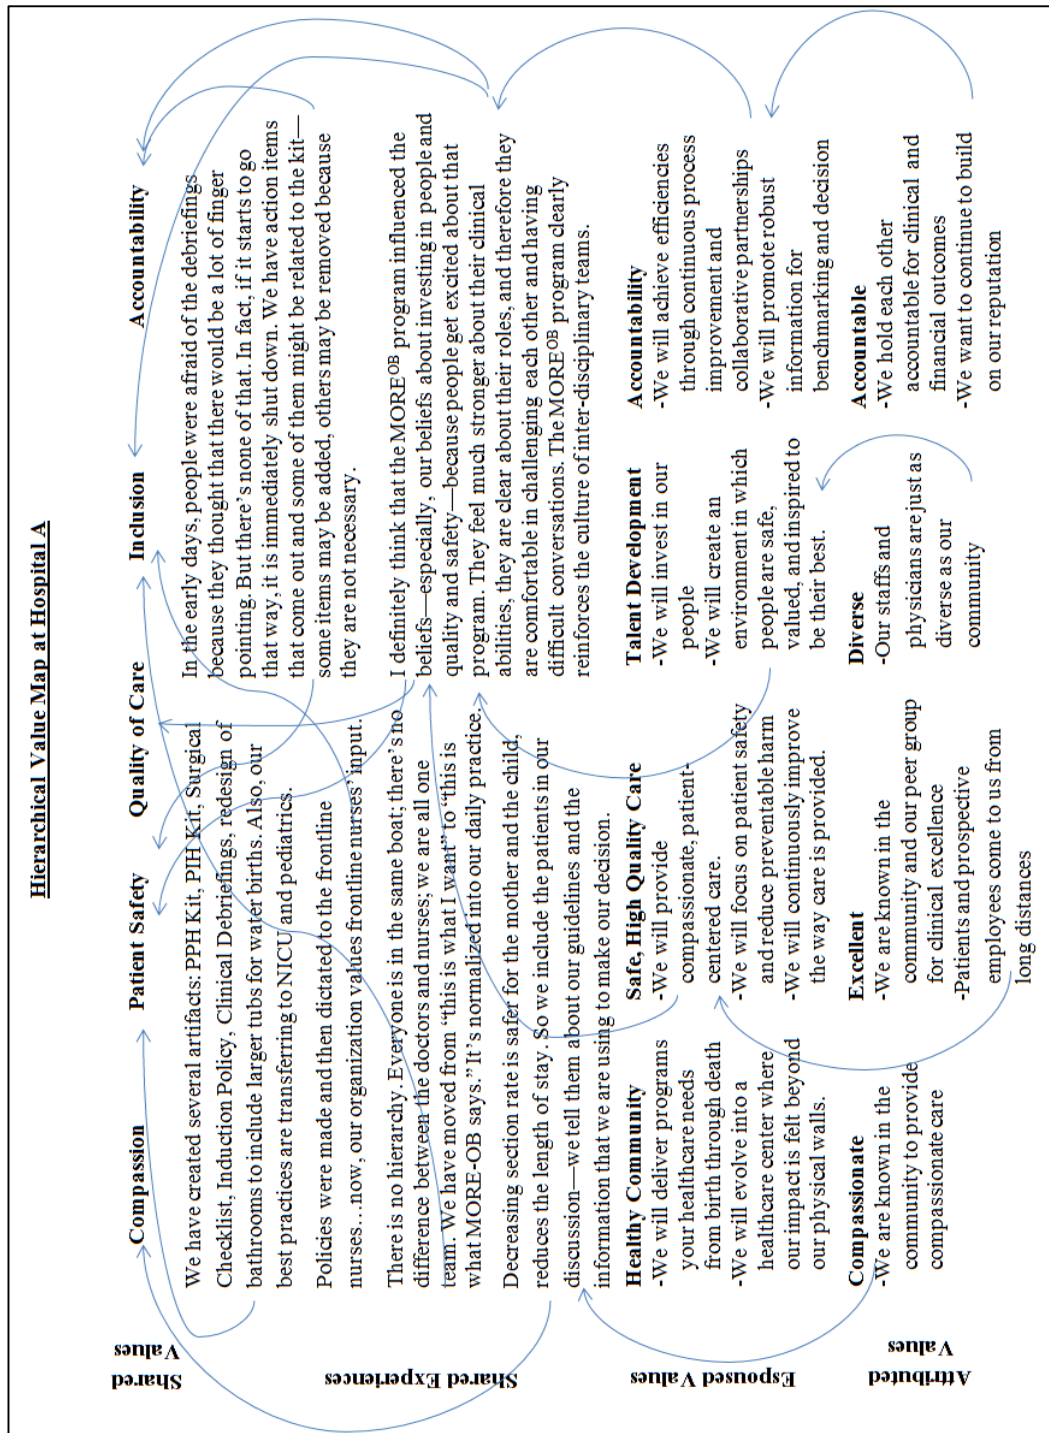 Hierarchical Value Map at Hospital A
Shared
Values
Compassion
Patient Safety
Quality of Care
Inclusion
Accountability
Shared Experiences
We have created several artifacts: PPH Kit, PIH Kit, Surgical
Checklist, Induction Policy, Clinical Debriefings, redesign of
bathrooms to include larger tubs for water births. Also, our
best practices are transferring to NICU and pediatrics.
Policies were made and then dictated to the frontline
nurses…now, our organization values frontline nurses’ input.
There is no hierarchy. Everyone is in the same boat; there’s no
difference between the doctors and nurses; we are all one
team. We have moved from “this is what I want” to “this is
what MORE-OB says.” It’s normalized into our daily practice.
Decreasing section rate is safer for the mother and the child,
reduces the length of stay. So we include the patients in our
discussion—we tell them about our guidelines and the
information that we are using to make our decision.
In the early days, people were afraid of the debriefings
because they thought that there would be a lot of finger
pointing. But there’s none of that. In fact, if it starts to go
that way, it is immediately shut down. We have action items
that come out and some of them might be related to the kit—
some items may be added, others may be removed because
they are not necessary.
I definitely think that the MORE^OB program influenced the
beliefs—especially, our beliefs about investing in people and
quality and safety—because people get excited about that
program. They feel much stronger about their clinical
abilities, they are clear about their roles, and therefore they
are comfortable in challenging each other and having
difficult conversations. The MORE^OB program clearly
reinforces the culture of inter-disciplinary teams.
Espoused Values
Healthy Community
-We will deliver programs
your healthcare needs
from birth through death
-We will evolve into a
healthcare center where
our impact is felt beyond
our physical walls.
Safe, High Quality Care
-We will provide
compassionate, patient-
centered care.
-We will focus on patient safety
and reduce preventable harm
-We will continuously improve
the way care is provided.
Talent Development
-We will invest in our
people
-We will create an
environment in which
people are safe,
valued, and inspired to
be their best.
Accountability
-We will achieve efficiencies
through continuous process
improvement and
collaborative partnerships
-We will promote robust
information for
benchmarking and decision
Attributed
Values
Compassionate
-We are known in the
community to provide
compassionate care
Excellent
-We are known in the
community and our peer group
for clinical excellence
-Patients and prospective
employees come to us from
long distances
Diverse
-Our staffs and
physicians are just as
diverse as our
community
Accountable
-We hold each other
accountable for clinical and
financial outcomes
-We want to continue to build
on our reputation